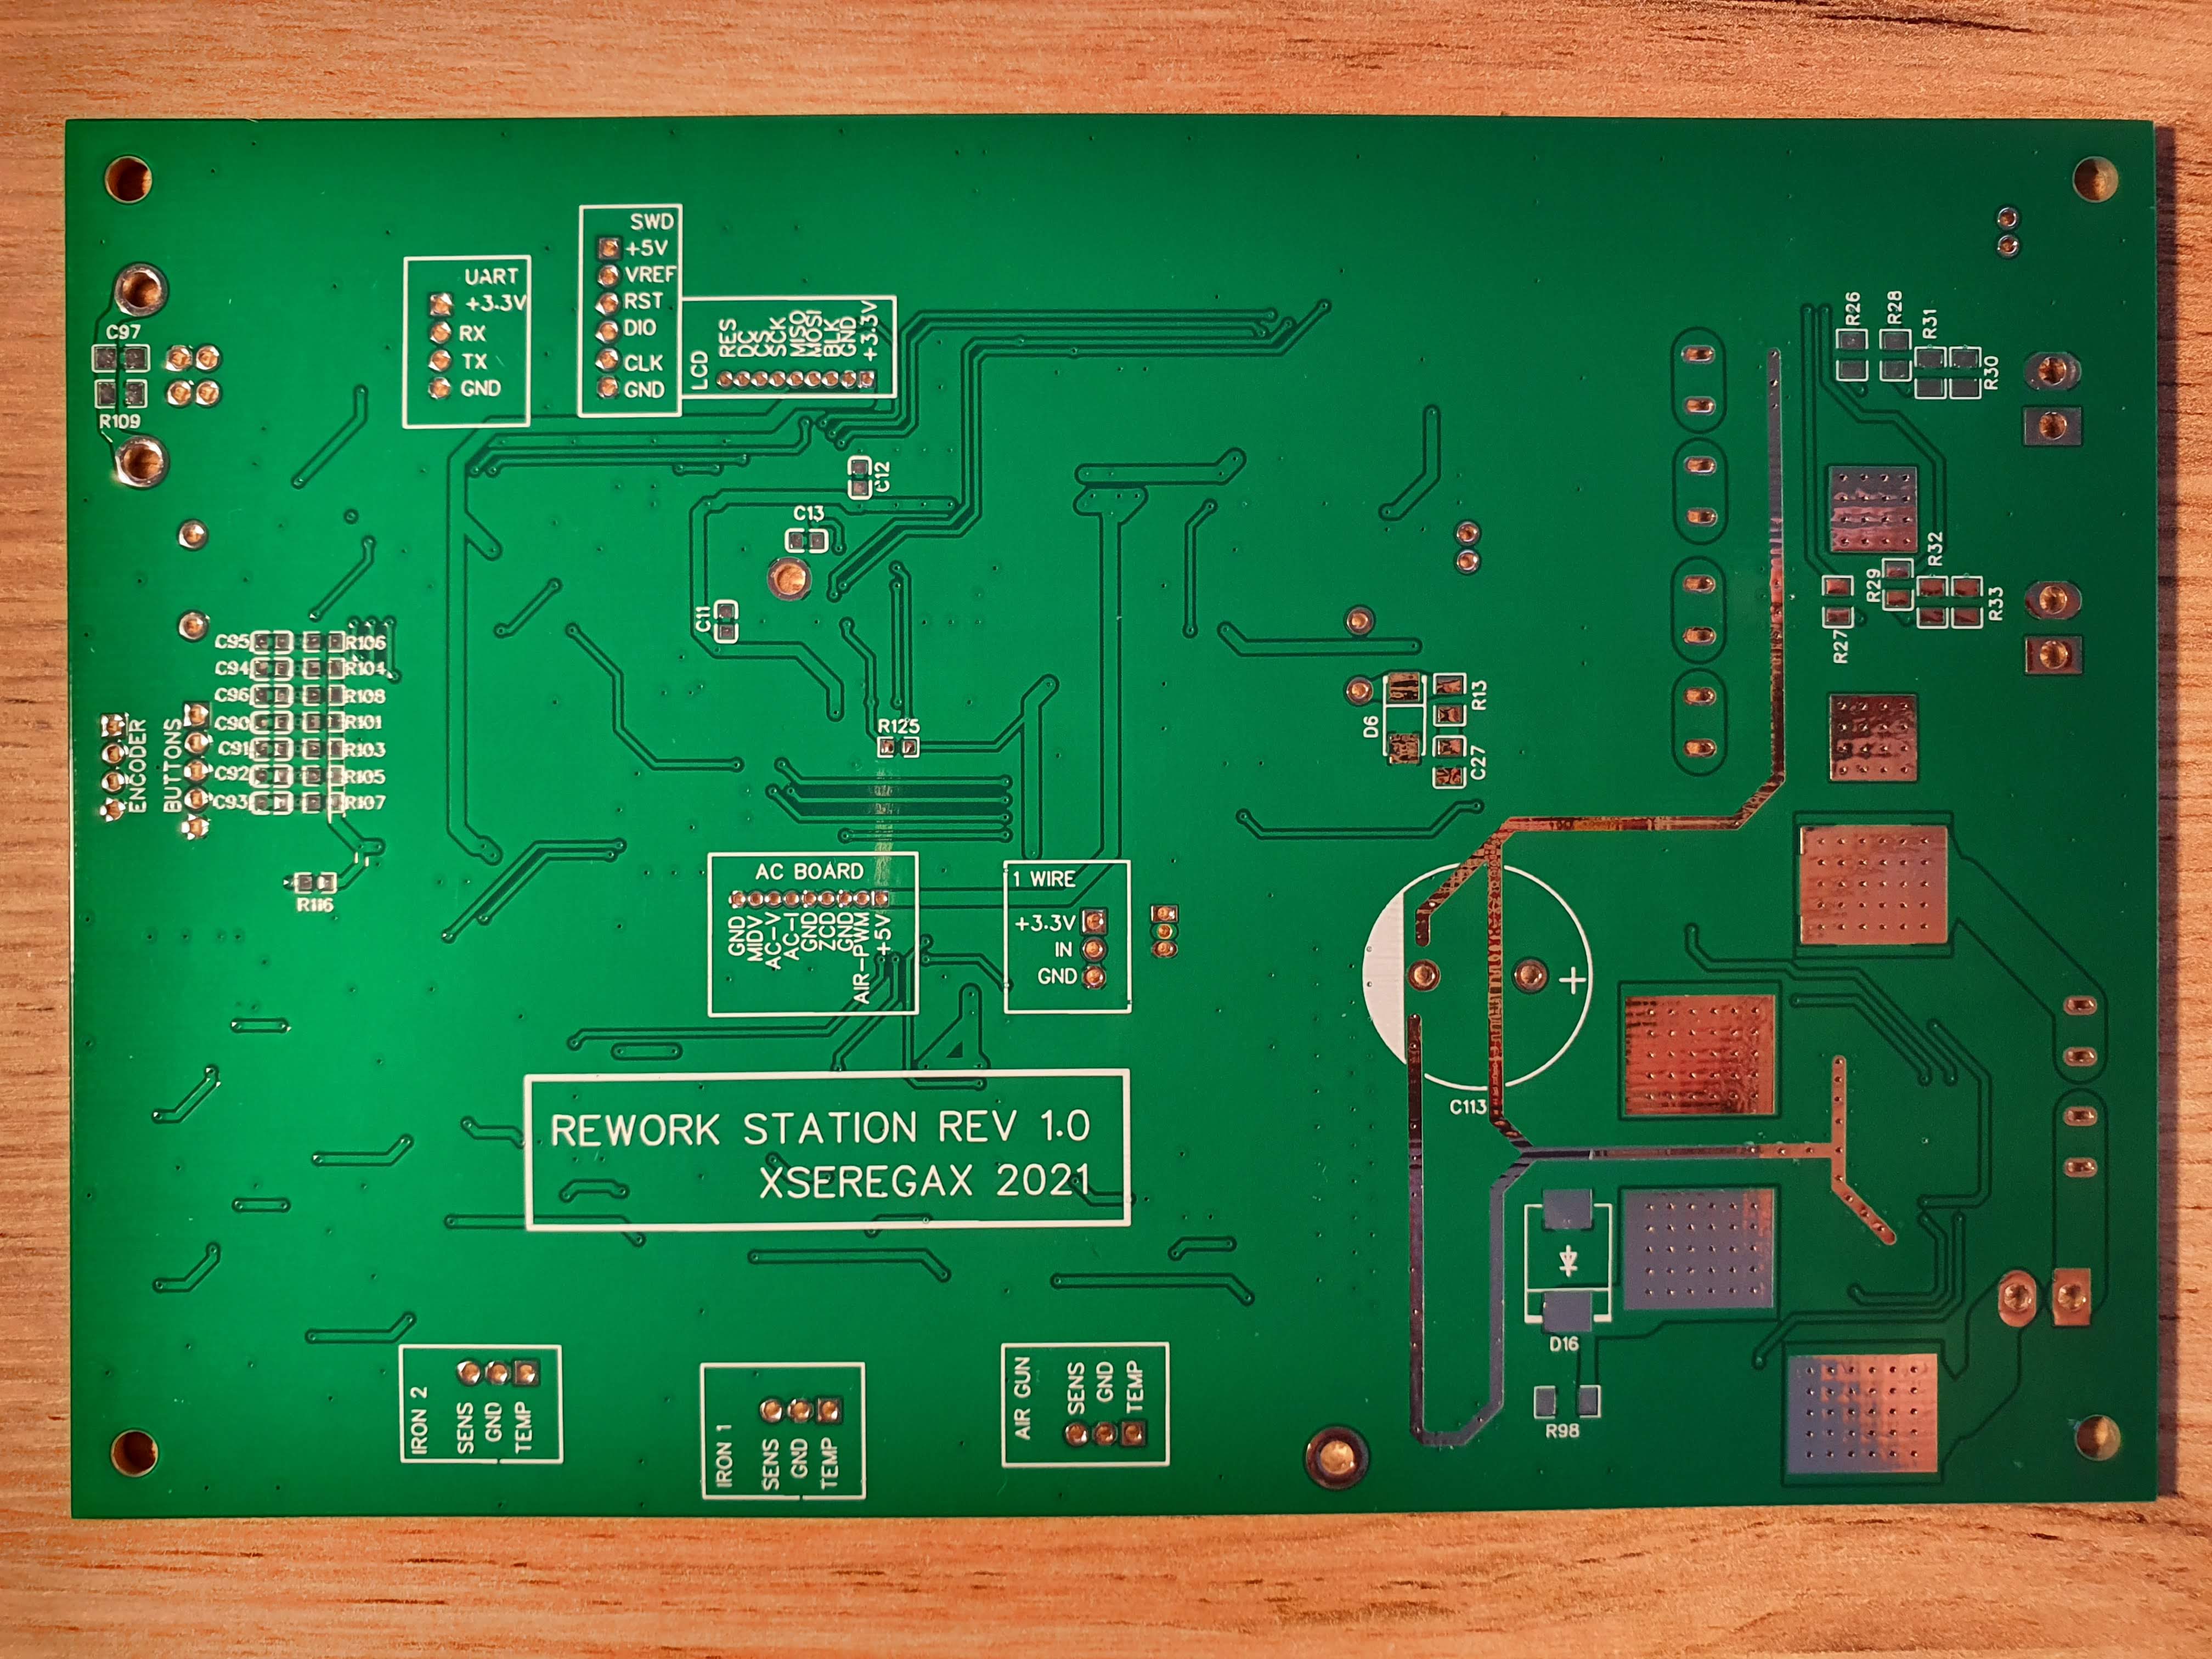 R109
C97
ENCODER
BUTTONS
C93
C92
C91
C90
C96
C94
C95
R116
R107
R105
R103
R101
R108
R104
R106
IRON 2
SENS
GND
TEMP
UART
+3.3V
RX
TX
GND
SWD
+5V
VREF
RST
DIO
CLK
GND
REWORK STATION REV 1.0
XSEREGAX 2021
IRON 1
SENS
GND
TEMP
AC BOARD
GND
MIDV
AC-V
AC-I
GND
ZCD
GND
AIR-PWM
+5V
C11
C13
C12
R125
LCD
RES
DC
CS
SCK
MISO
MOSI
BLK
GND
+3.3V
AIR GUN
SENS
GND
TEMP
1 WIRE
+3.3V
IN
GND
D6
C27
R13
C113
+
R98
D16
R27
R29
R32
R33
R26
R28
R31
R30